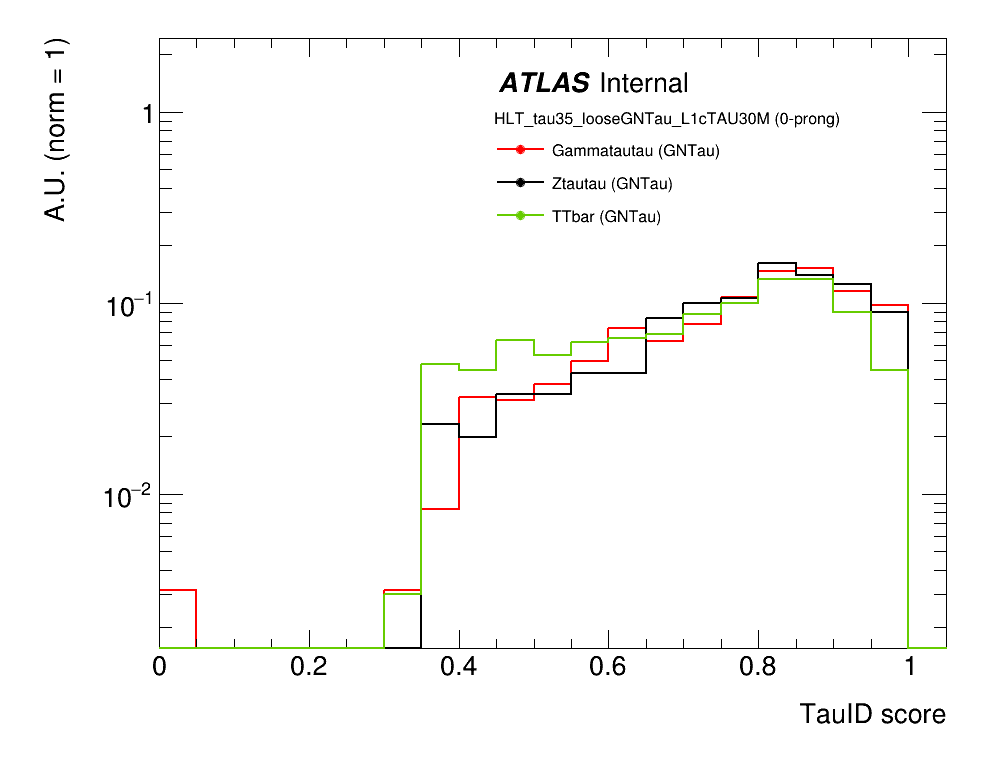 A.U. (norm = 1)
ATLAS Internal
HLT_tau35_looseGNTau_L1cTAU30M (0-prong)
Gammatautau (GNTau)
Ztautau (GNTau)
TTbar (GNTau)
1
10⁻¹
10⁻²
0 0.2 0.4 0.6 0.8 1
TauID score